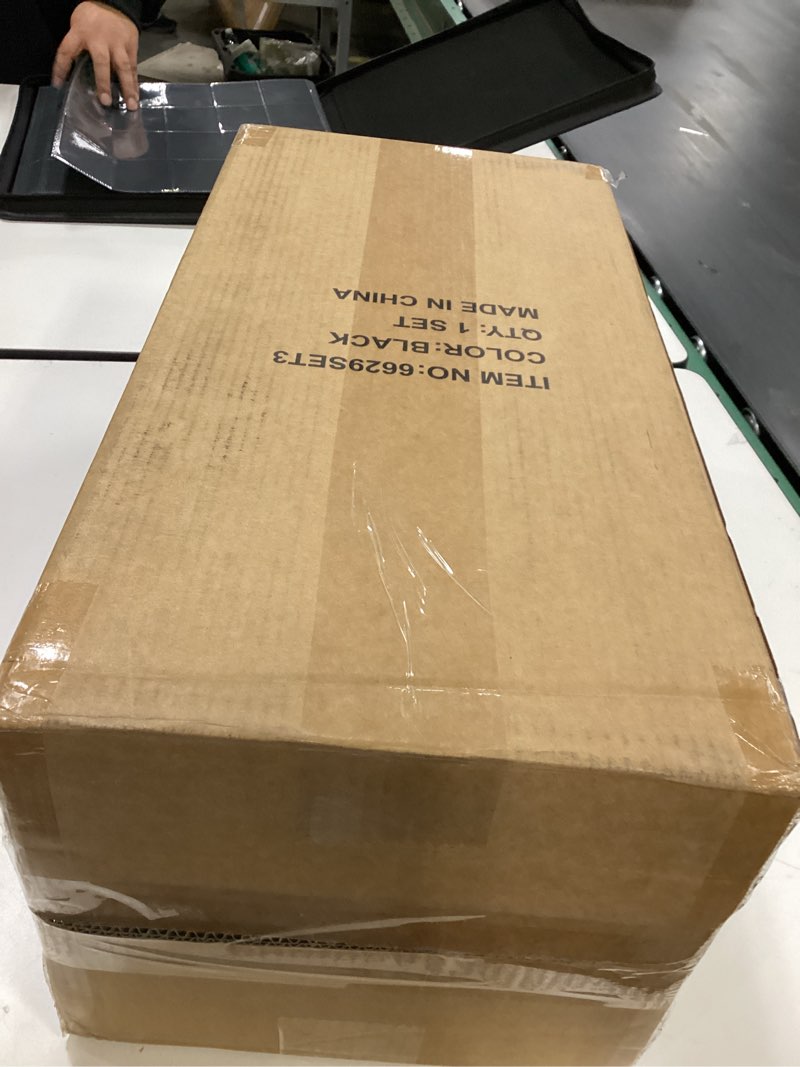 ITEM NO:6629SET3
COLOR:BLACK
QTY:1 SET
MADE IN CHINA